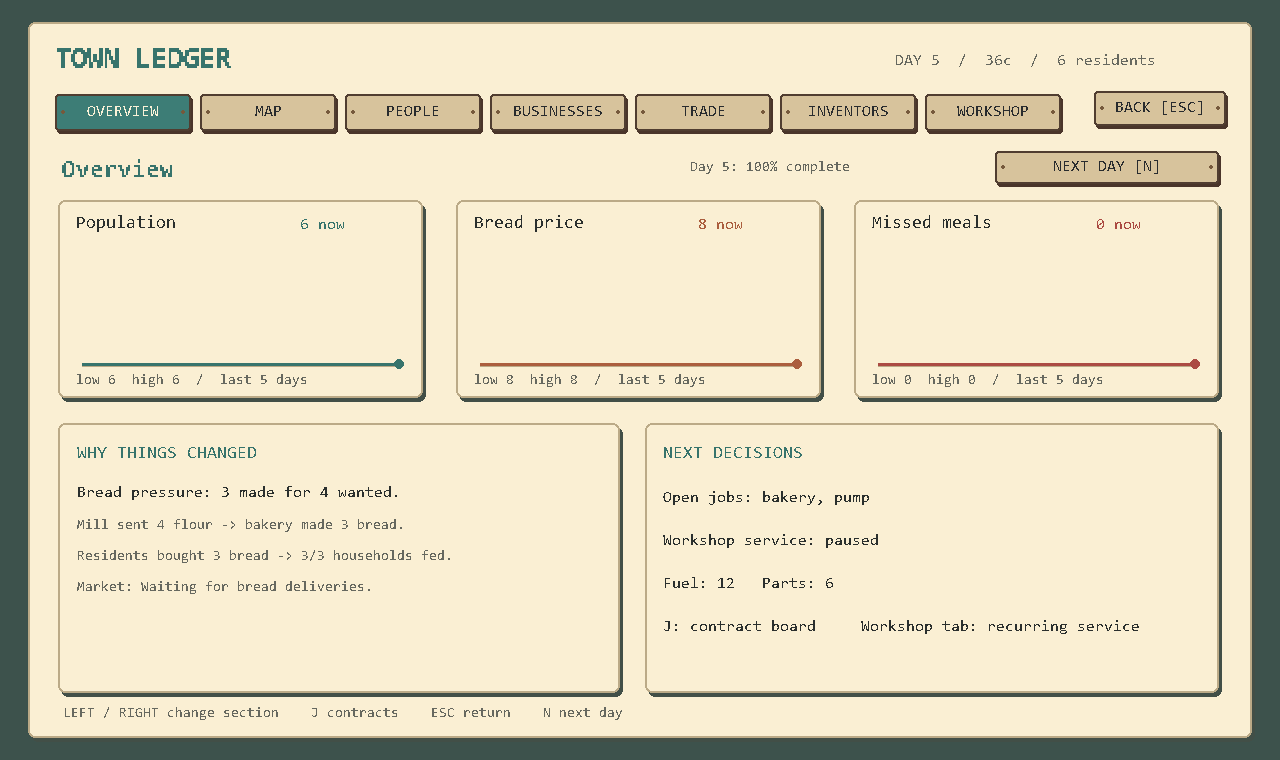 TOWN LEDGER
DAY 5 / 36c / 6 residents
OVERVIEW MAP PEOPLE BUSINESSES TRADE INVENTORS WORKSHOP BACK [ESC]
Overview
Day 5: 100% complete
NEXT DAY [N]
Population 6 now
low 6 high 6 / last 5 days
Bread price 8 now
low 8 high 8 / last 5 days
Missed meals 0 now
low 0 high 0 / last 5 days
WHY THINGS CHANGED
Bread pressure: 3 made for 4 wanted.
Mill sent 4 flour -> bakery made 3 bread.
Residents bought 3 bread -> 3/3 households fed.
Market: Waiting for bread deliveries.
NEXT DECISIONS
Open jobs: bakery, pump
Workshop service: paused
Fuel: 12 Parts: 6
J: contract board Workshop tab: recurring service
LEFT / RIGHT change section J contracts ESC return N next day